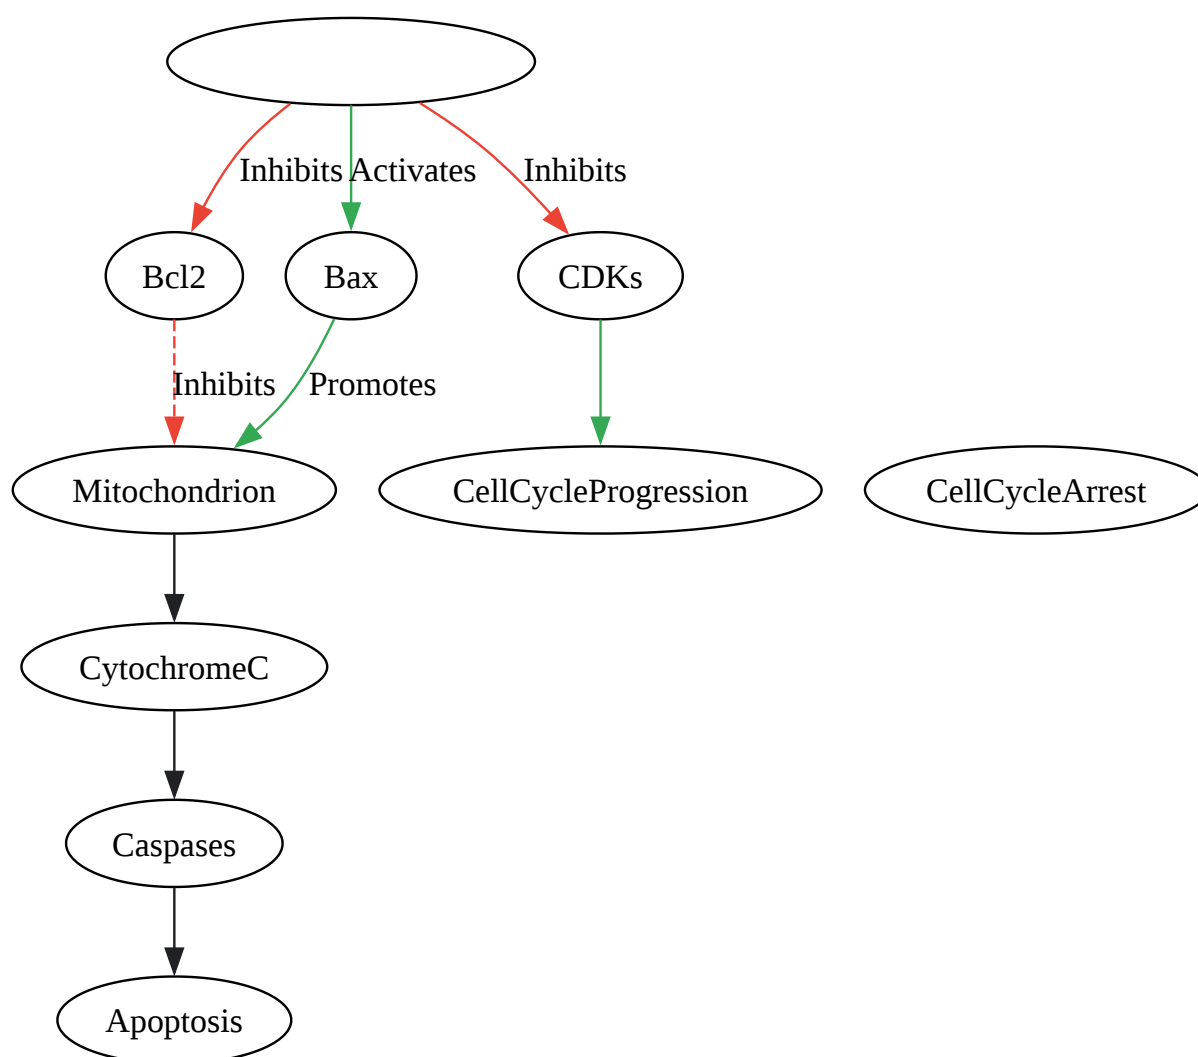 Inhibits Activates Inhibits
Bcl2 Bax CDKs
Inhibits Promotes
Mitochondrion CellCycleProgression CellCycleArrest
CytochromeC
Caspases
Apoptosis